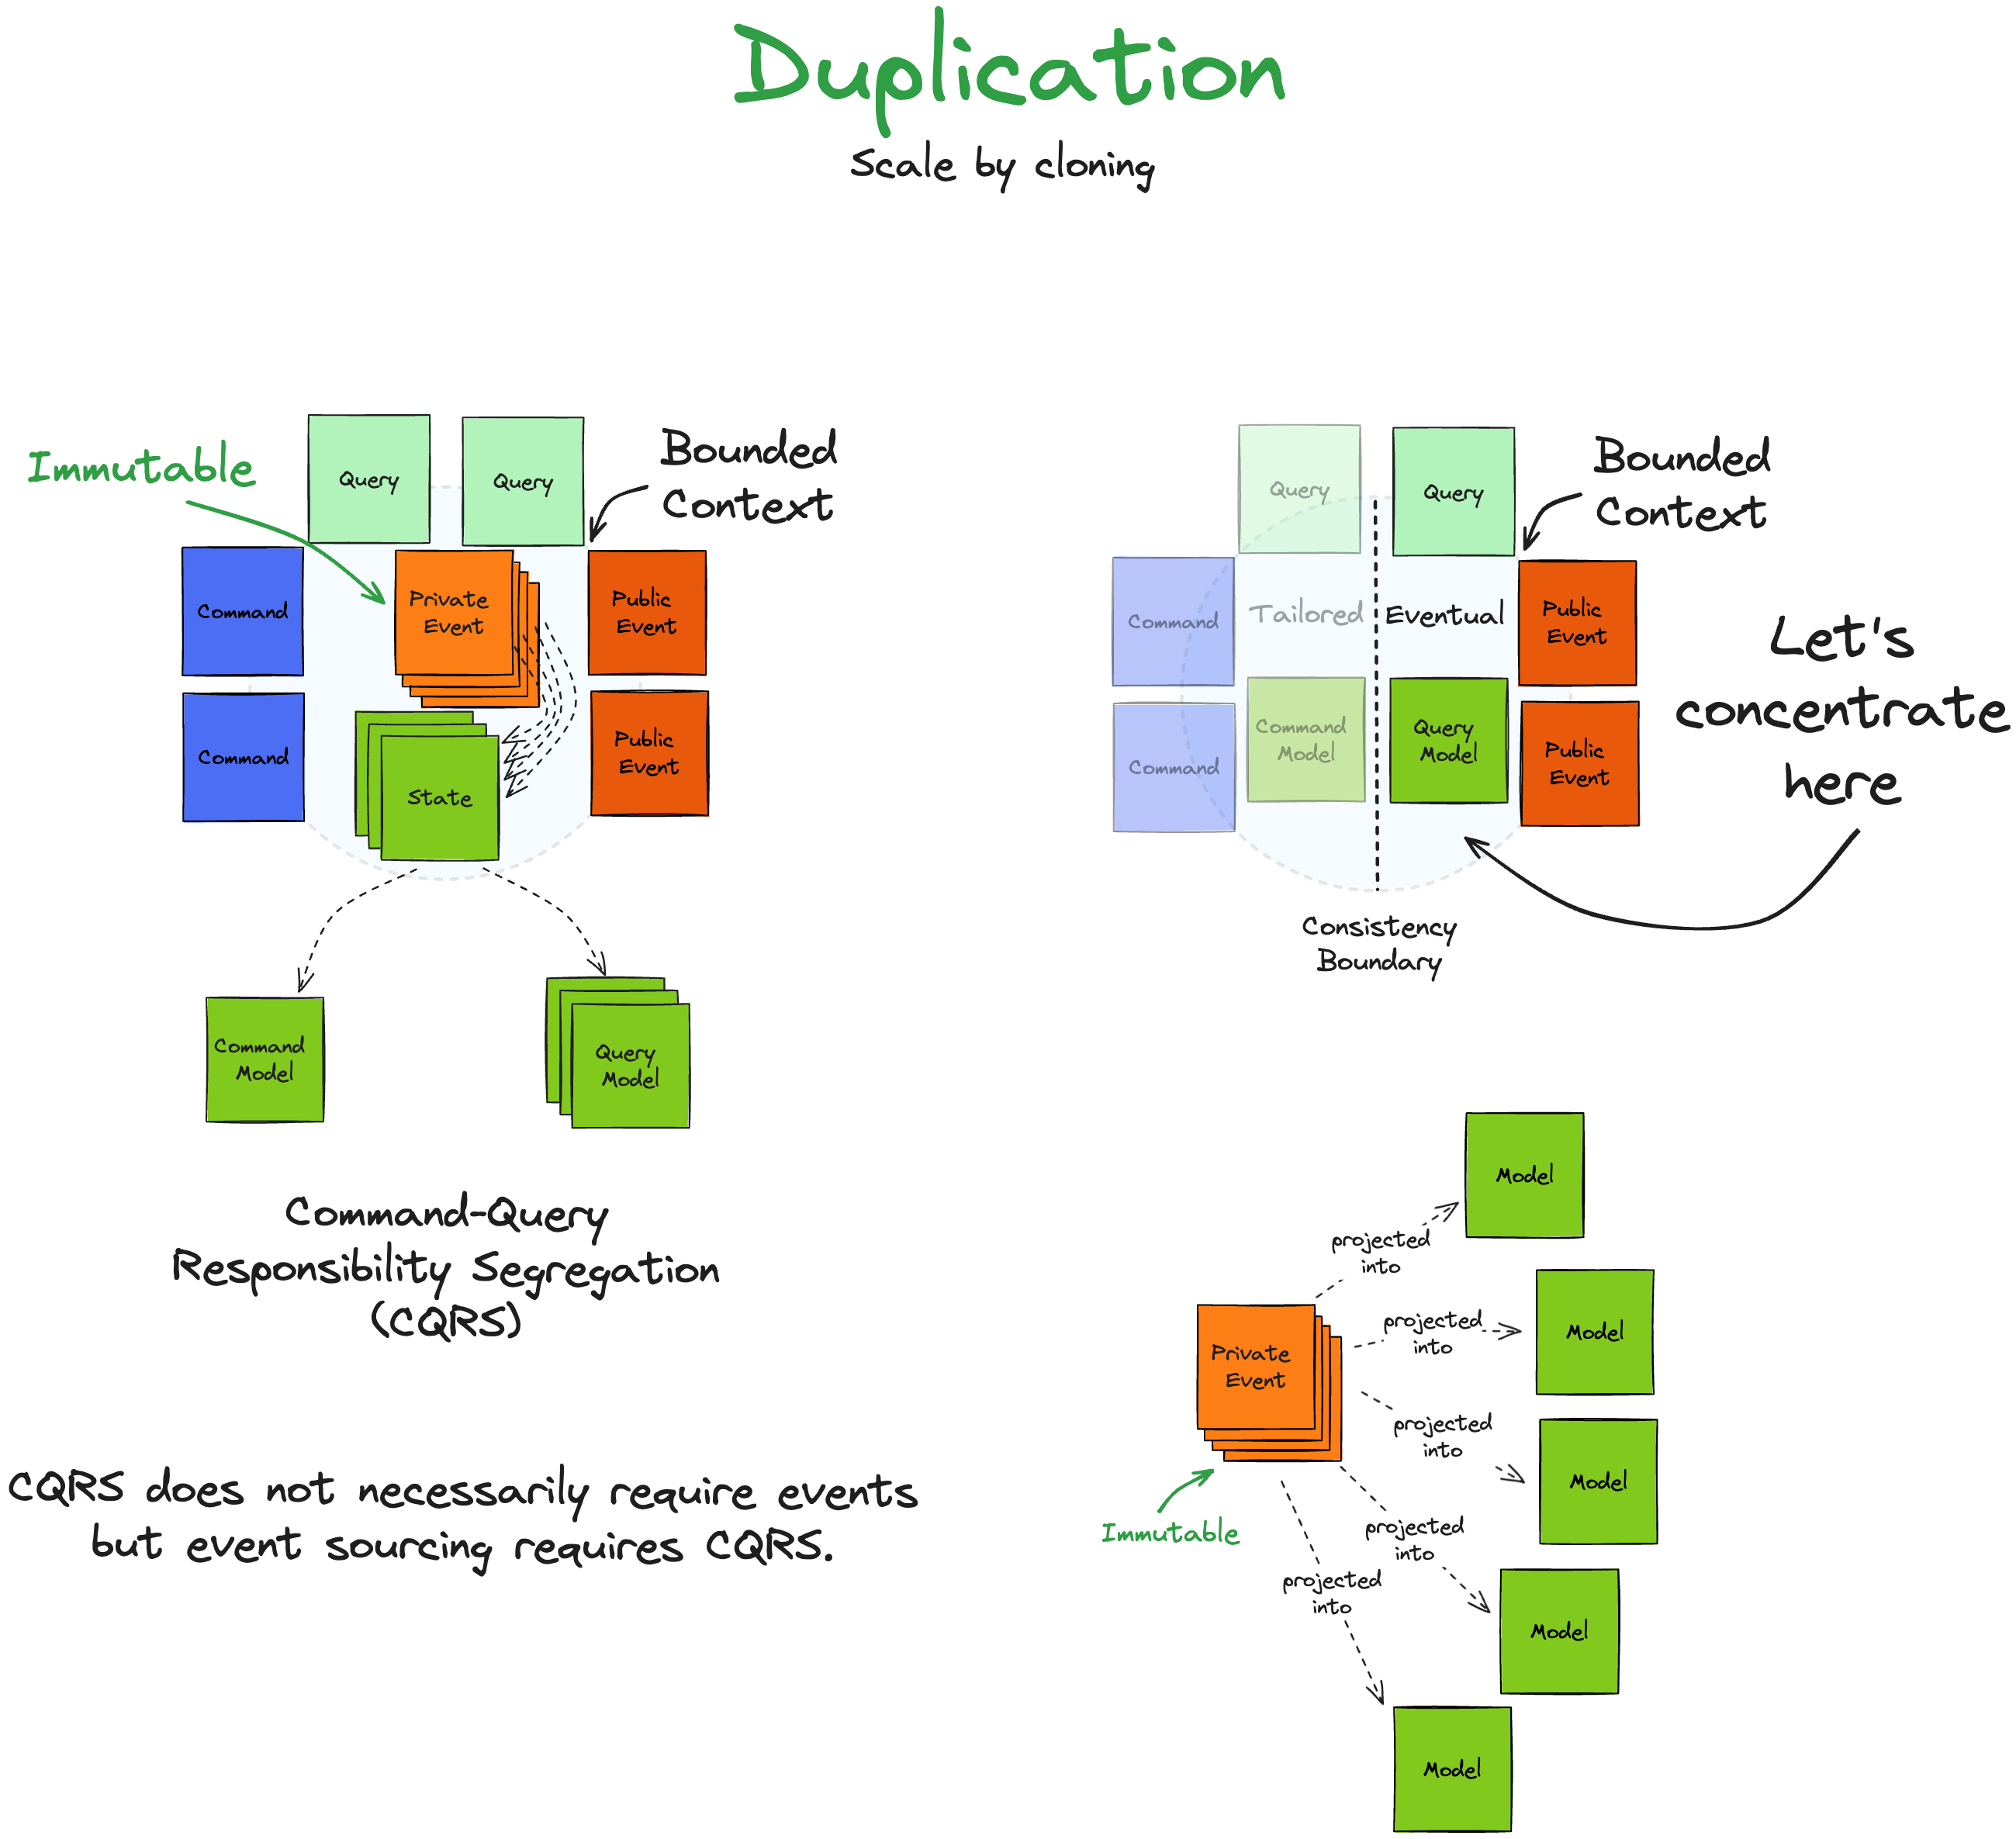 Duplication
Scale by cloning
Immutable
Query
Query
Bounded
Context
Command
Private
Event
Public
Event
Command
State
Public
Event
Command
Model
Query
Model
Command-Query
Responsibility Segregation
(CQRS)
CQRS does not necessarily require events
but event sourcing requires CQRS.
Query
Query
Bounded
Context
Command
Tailored
Eventual
Public
Event
Command
Command
Model
Query
Model
Public
Event
Let's
concentrate
here
Consistency
Boundary
Private
Event
Immutable
projected
into
Model
projected
into
Model
projected
into
Model
projected
into
Model
projected
into
Model